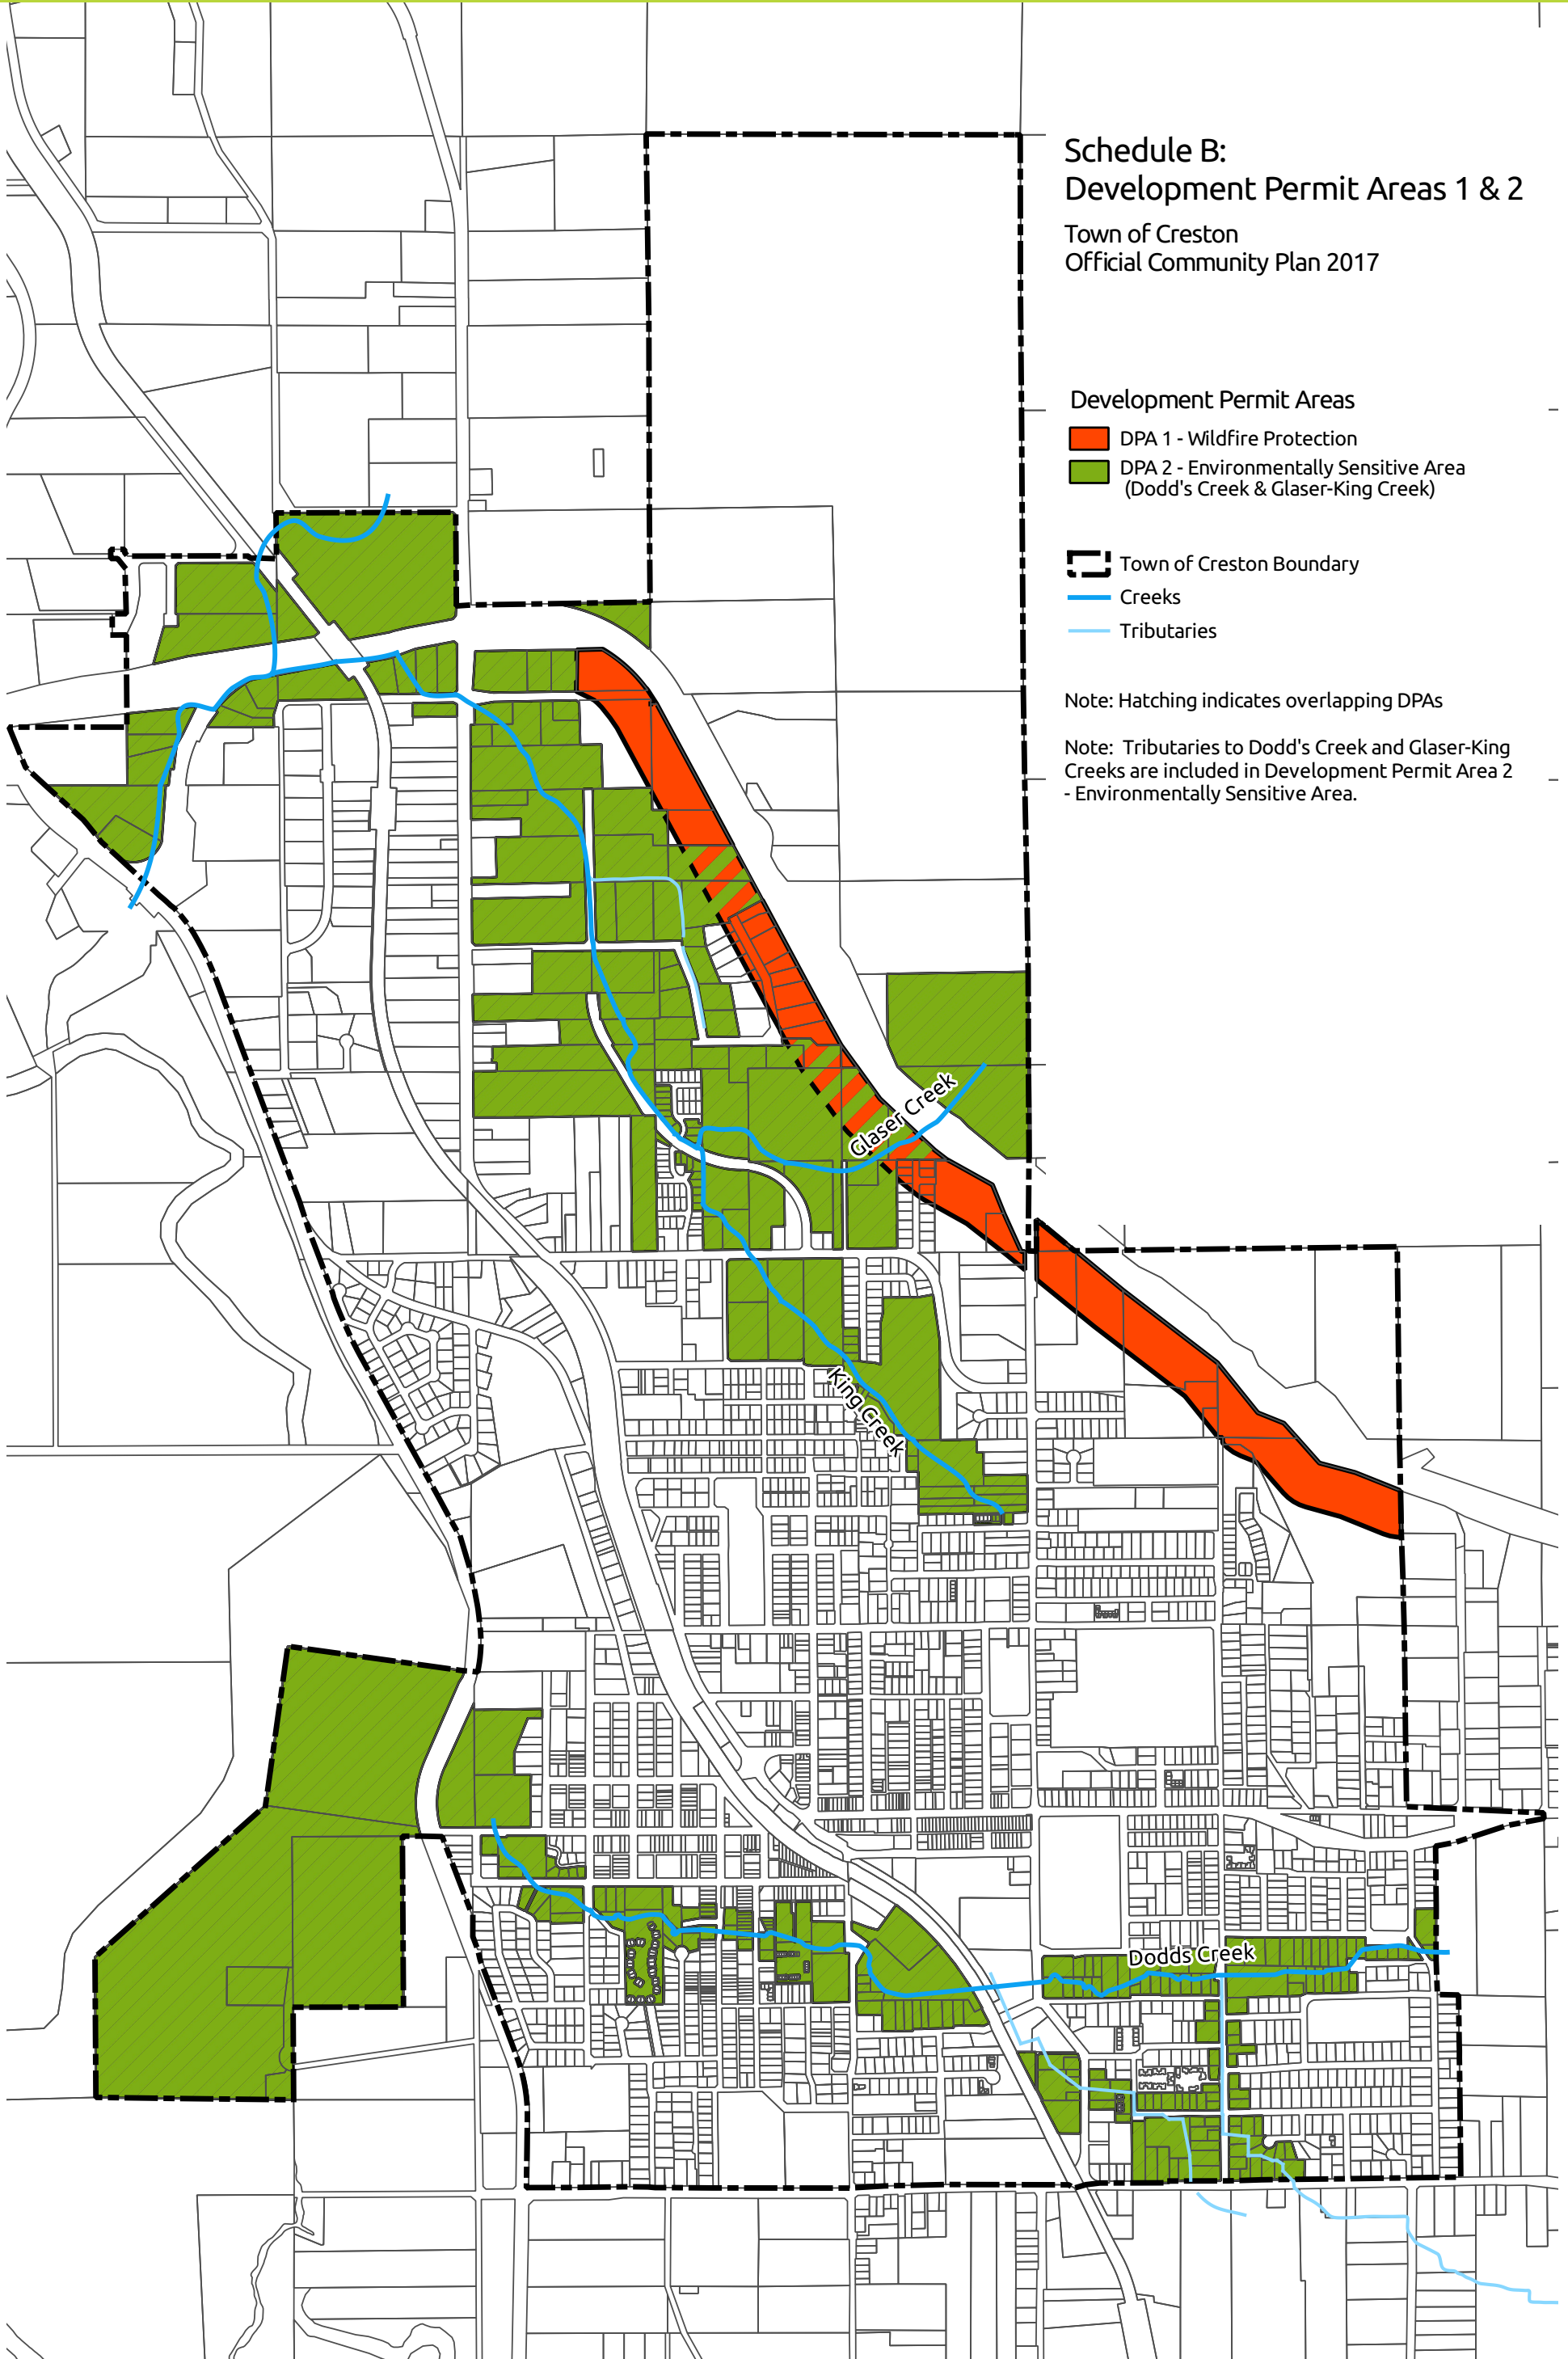 Schedule B:
Development Permit Areas 1 & 2
Town of Creston
Official Community Plan 2017
Development Permit Areas
DPA 1 - Wildfire Protection
DPA 2 - Environmentally Sensitive Area
(Dodd's Creek & Glaser-King Creek)
Town of Creston Boundary
Creeks
Tributaries
Note: Hatching indicates overlapping DPAs
Note: Tributaries to Dodd's Creek and Glaser-King
Creeks are included in Development Permit Area 2
- Environmentally Sensitive Area.
Glaser Creek
King Creek
Dodds Creek